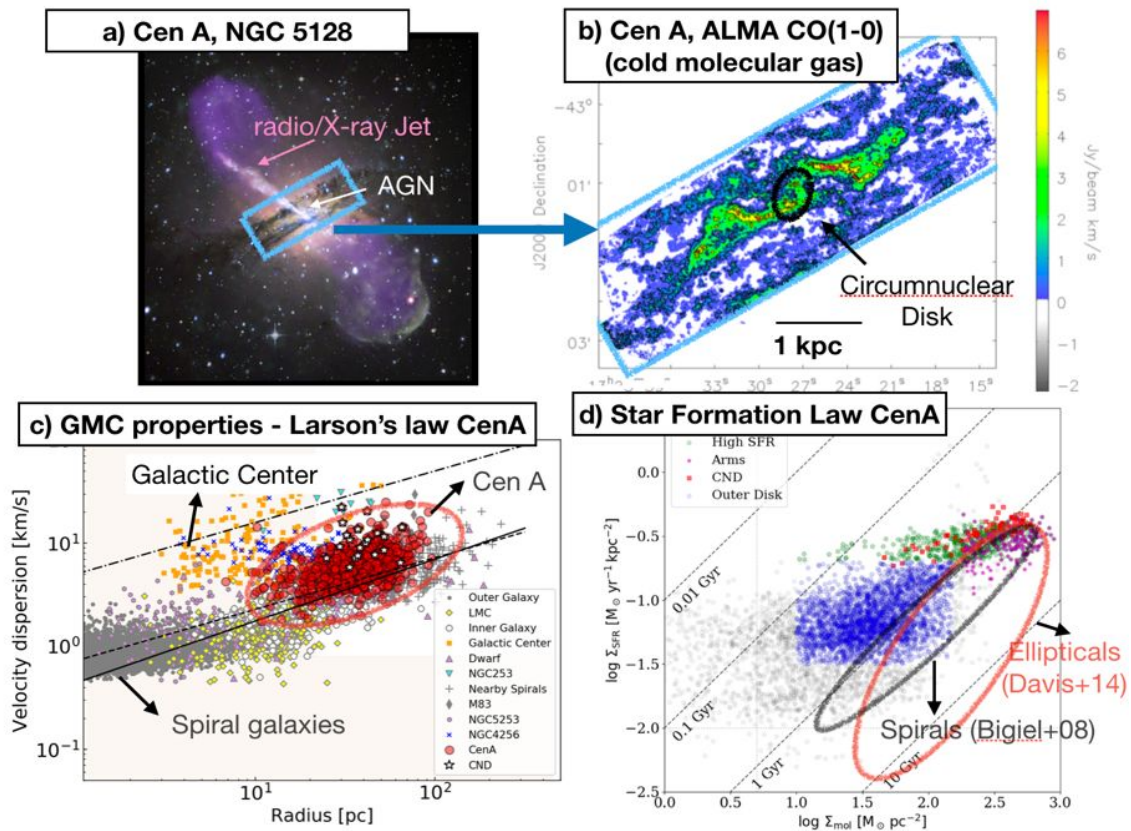 a) Cen A, NGC 5128
radio/X-ray Jet
AGN
b) Cen A, ALMA CO(1-0)
(cold molecular gas)
J2000 Declination
-43°
01'
03'
33ˢ
30ˢ
27ˢ
24ˢ
21ˢ
18ˢ
15ˢ
Circumnuclear
Disk
1 kpc
7
6
5
4
3
2
1
0
-1
-2
Jy/beam km/s
c) GMC properties - Larson's law CenA
Velocity dispersion [km/s]
10¹
10⁰
10⁻¹
Galactic Center
Cen A
Spiral galaxies
Outer Galaxy
LMC
Inner Galaxy
Galactic Center
Dwarf
NGC253
Nearby Spirals
M83
NGC5253
NGC4256
CenA
CND
10¹
10²
Radius [pc]
d) Star Formation Law CenA
High SFR
Arms
CND
Outer Disk
log Σ_SFR [M⊙ yr⁻¹ kpc⁻²]
0.0
−0.5
−1.0
−1.5
−2.0
−2.5
0.01 Gyr
0.1 Gyr
1 Gyr
10 Gyr
Ellipticals
(Davis+14)
Spirals (Bigiel+08)
0.0
0.5
1.0
1.5
2.0
2.5
3.0
log Σ_mol [M⊙ pc⁻²]